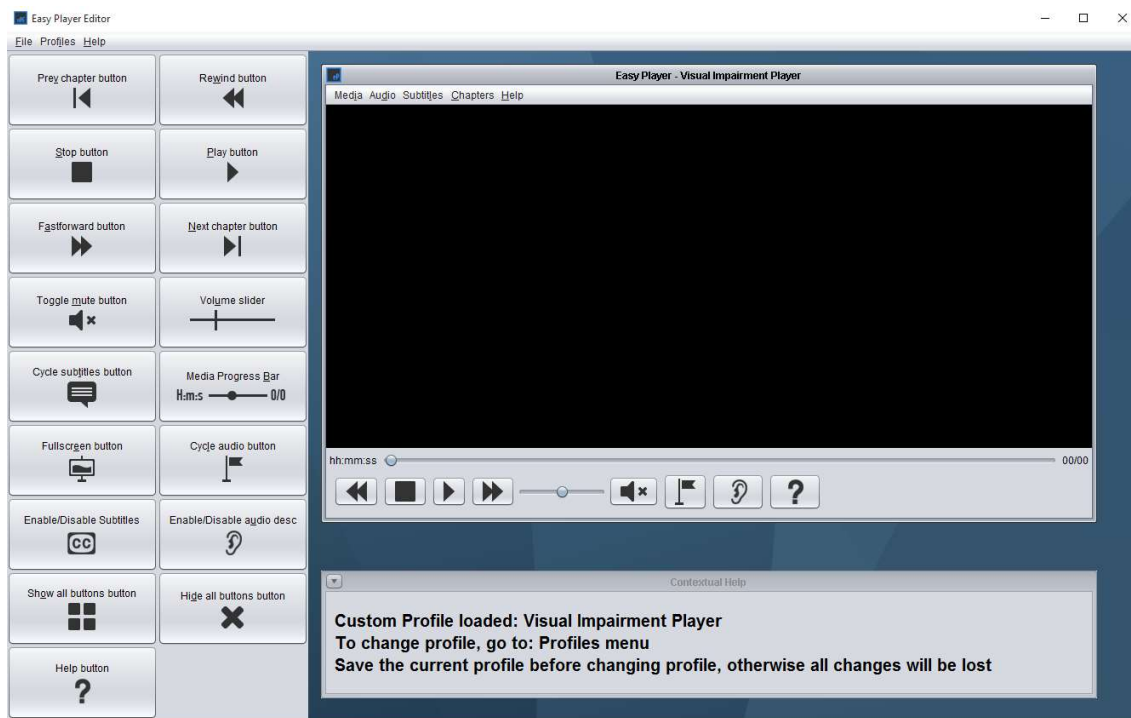 Easy Player Editor
File Profiles Help
Prev chapter button
Rewind button
Stop button
Play button
Fastforward button
Next chapter button
Toggle mute button
Volume slider
Cycle subtitles button
Media Progress Bar
H:m:s 0/0
Fullscreen button
Cycle audio button
Enable/Disable Subtitles
CC
Enable/Disable audio desc
Show all buttons button
Hide all buttons button
Help button
?
Easy Player - Visual Impairment Player
Media Audio Subtitles Chapters Help
hh:mm:ss 00/00
?
Contextual Help
Custom Profile loaded: Visual Impairment Player
To change profile, go to: Profiles menu
Save the current profile before changing profile, otherwise all changes will be lost